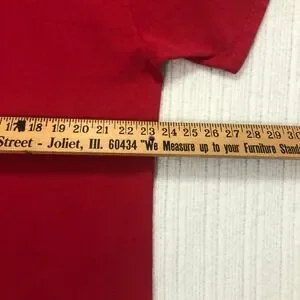 17 18 19 20 21 22 23 24 25 26 27 28 29 30
Street - Joliet, Ill. 60434 "We Measure up to your Furniture Stand